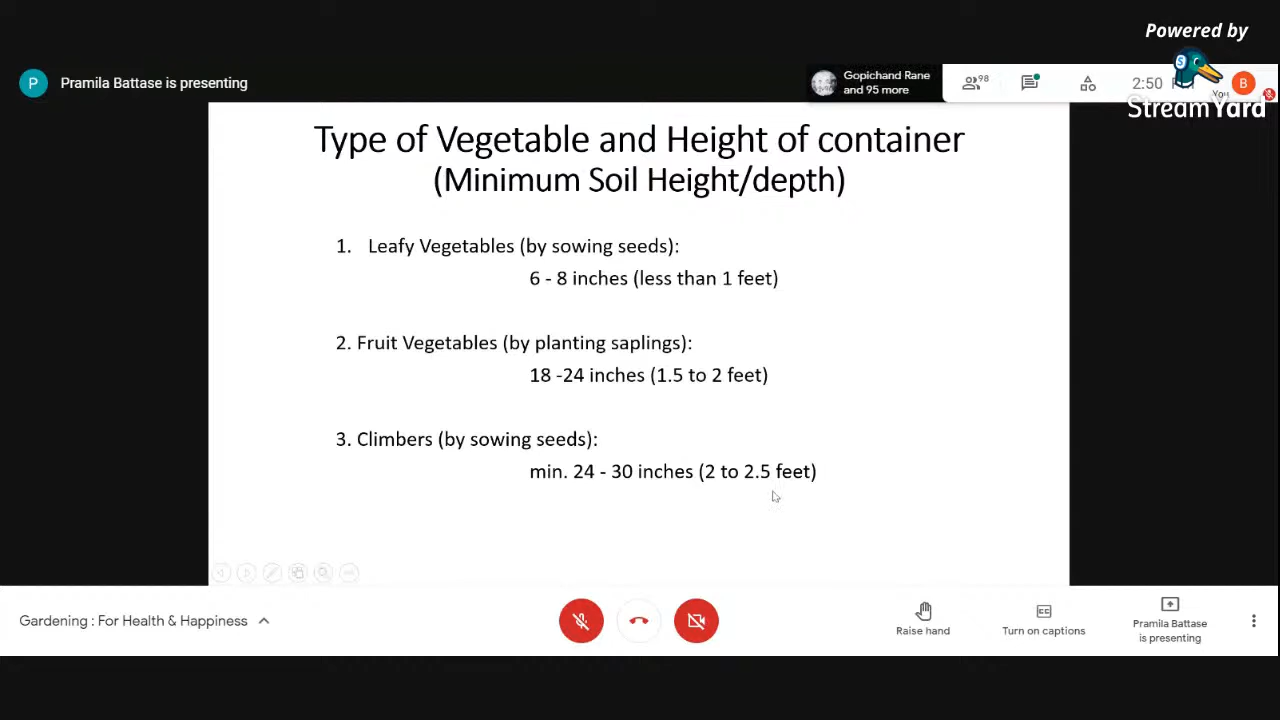 Powered by
StreamYard
P
Pramila Battase is presenting
Gopichand Rane
and 95 more
98
2:50
You
B
Type of Vegetable and Height of container
(Minimum Soil Height/depth)
1. Leafy Vegetables (by sowing seeds):
6 - 8 inches (less than 1 feet)
2. Fruit Vegetables (by planting saplings):
18 -24 inches (1.5 to 2 feet)
3. Climbers (by sowing seeds):
min. 24 - 30 inches (2 to 2.5 feet)
Gardening : For Health & Happiness
Raise hand
Turn on captions
Pramila Battase
is presenting